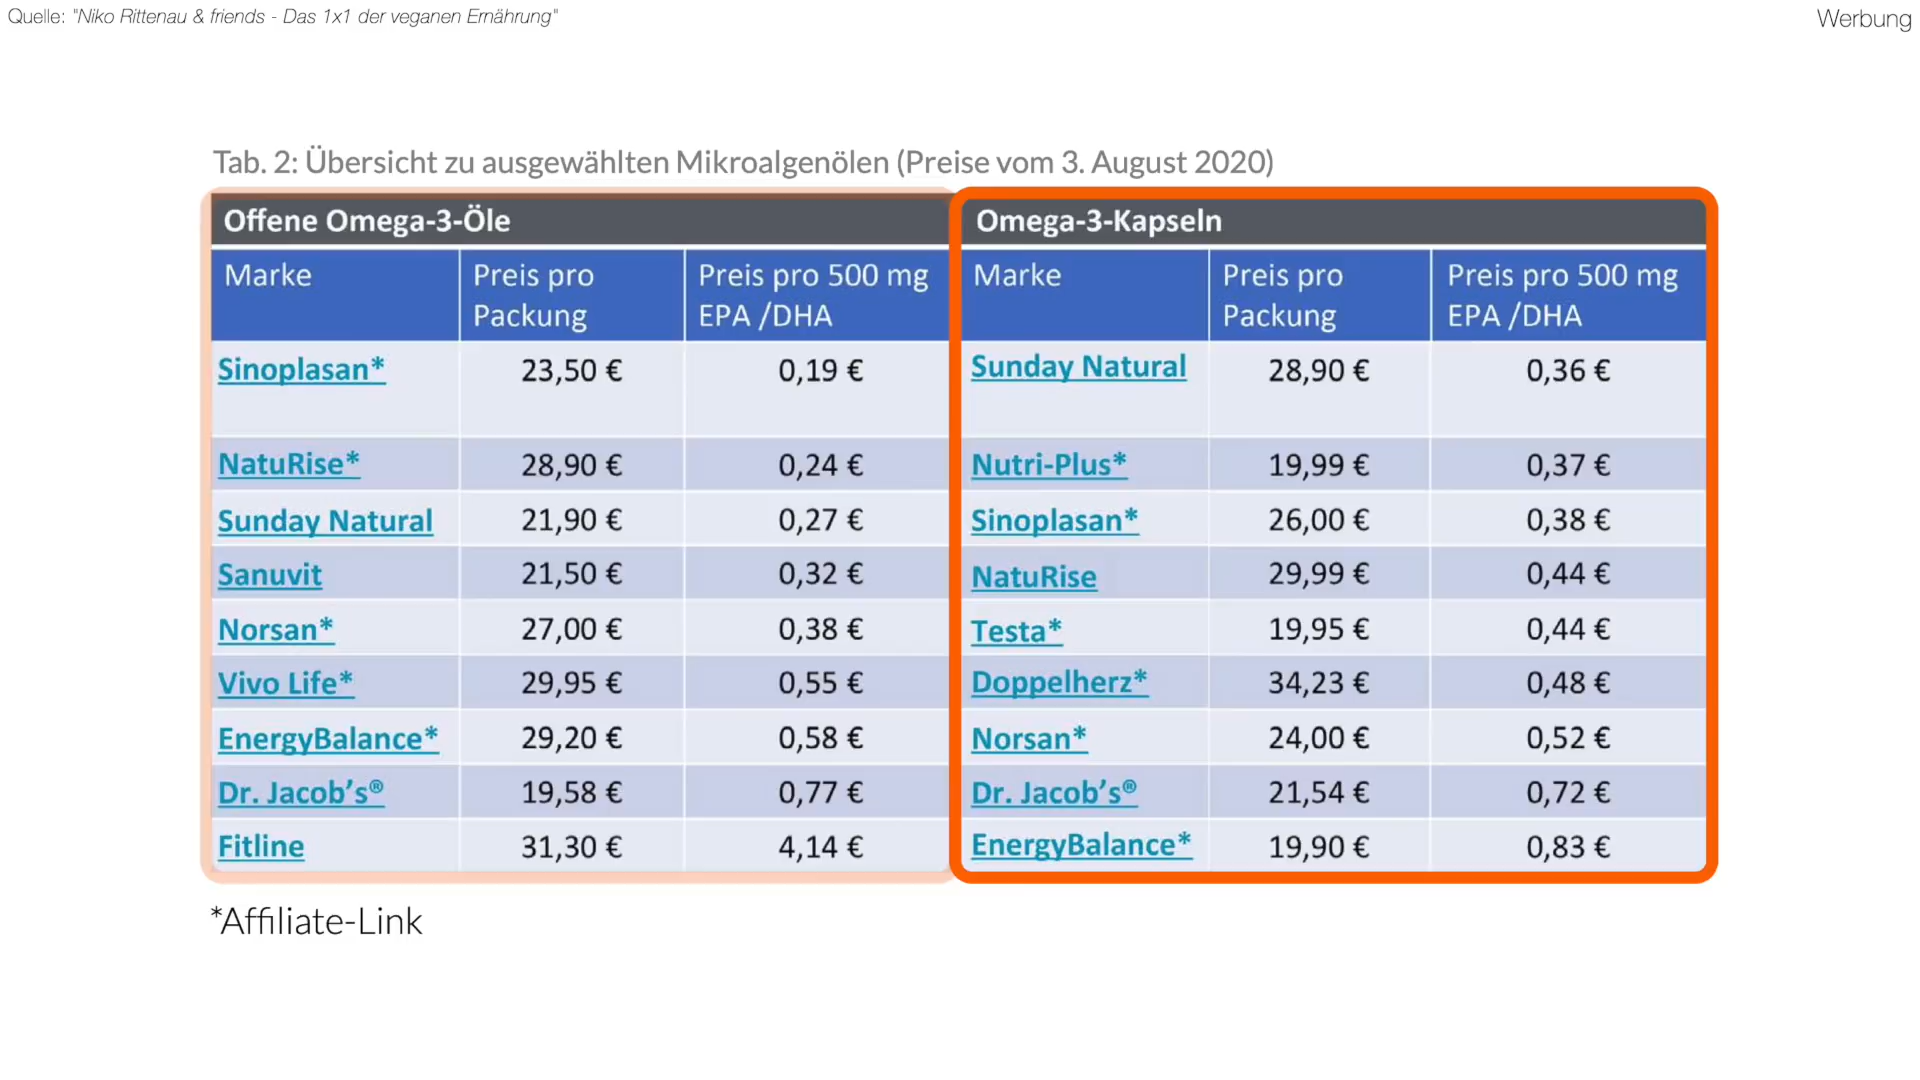 Quelle: "Niko Rittenau & friends - Das 1x1 der veganen Ernährung"
Werbung
Tab. 2: Übersicht zu ausgewählten Mikroalgenölen (Preise vom 3. August 2020)
Offene Omega-3-Öle
Marke Preis pro Packung Preis pro 500 mg EPA /DHA
Sinoplasan* 23,50 € 0,19 €
NatuRise* 28,90 € 0,24 €
Sunday Natural 21,90 € 0,27 €
Sanuvit 21,50 € 0,32 €
Norsan* 27,00 € 0,38 €
Vivo Life* 29,95 € 0,55 €
EnergyBalance* 29,20 € 0,58 €
Dr. Jacob's® 19,58 € 0,77 €
Fitline 31,30 € 4,14 €
Omega-3-Kapseln
Marke Preis pro Packung Preis pro 500 mg EPA /DHA
Sunday Natural 28,90 € 0,36 €
Nutri-Plus* 19,99 € 0,37 €
Sinoplasan* 26,00 € 0,38 €
NatuRise 29,99 € 0,44 €
Testa* 19,95 € 0,44 €
Doppelherz* 34,23 € 0,48 €
Norsan* 24,00 € 0,52 €
Dr. Jacob's® 21,54 € 0,72 €
EnergyBalance* 19,90 € 0,83 €
*Affiliate-Link